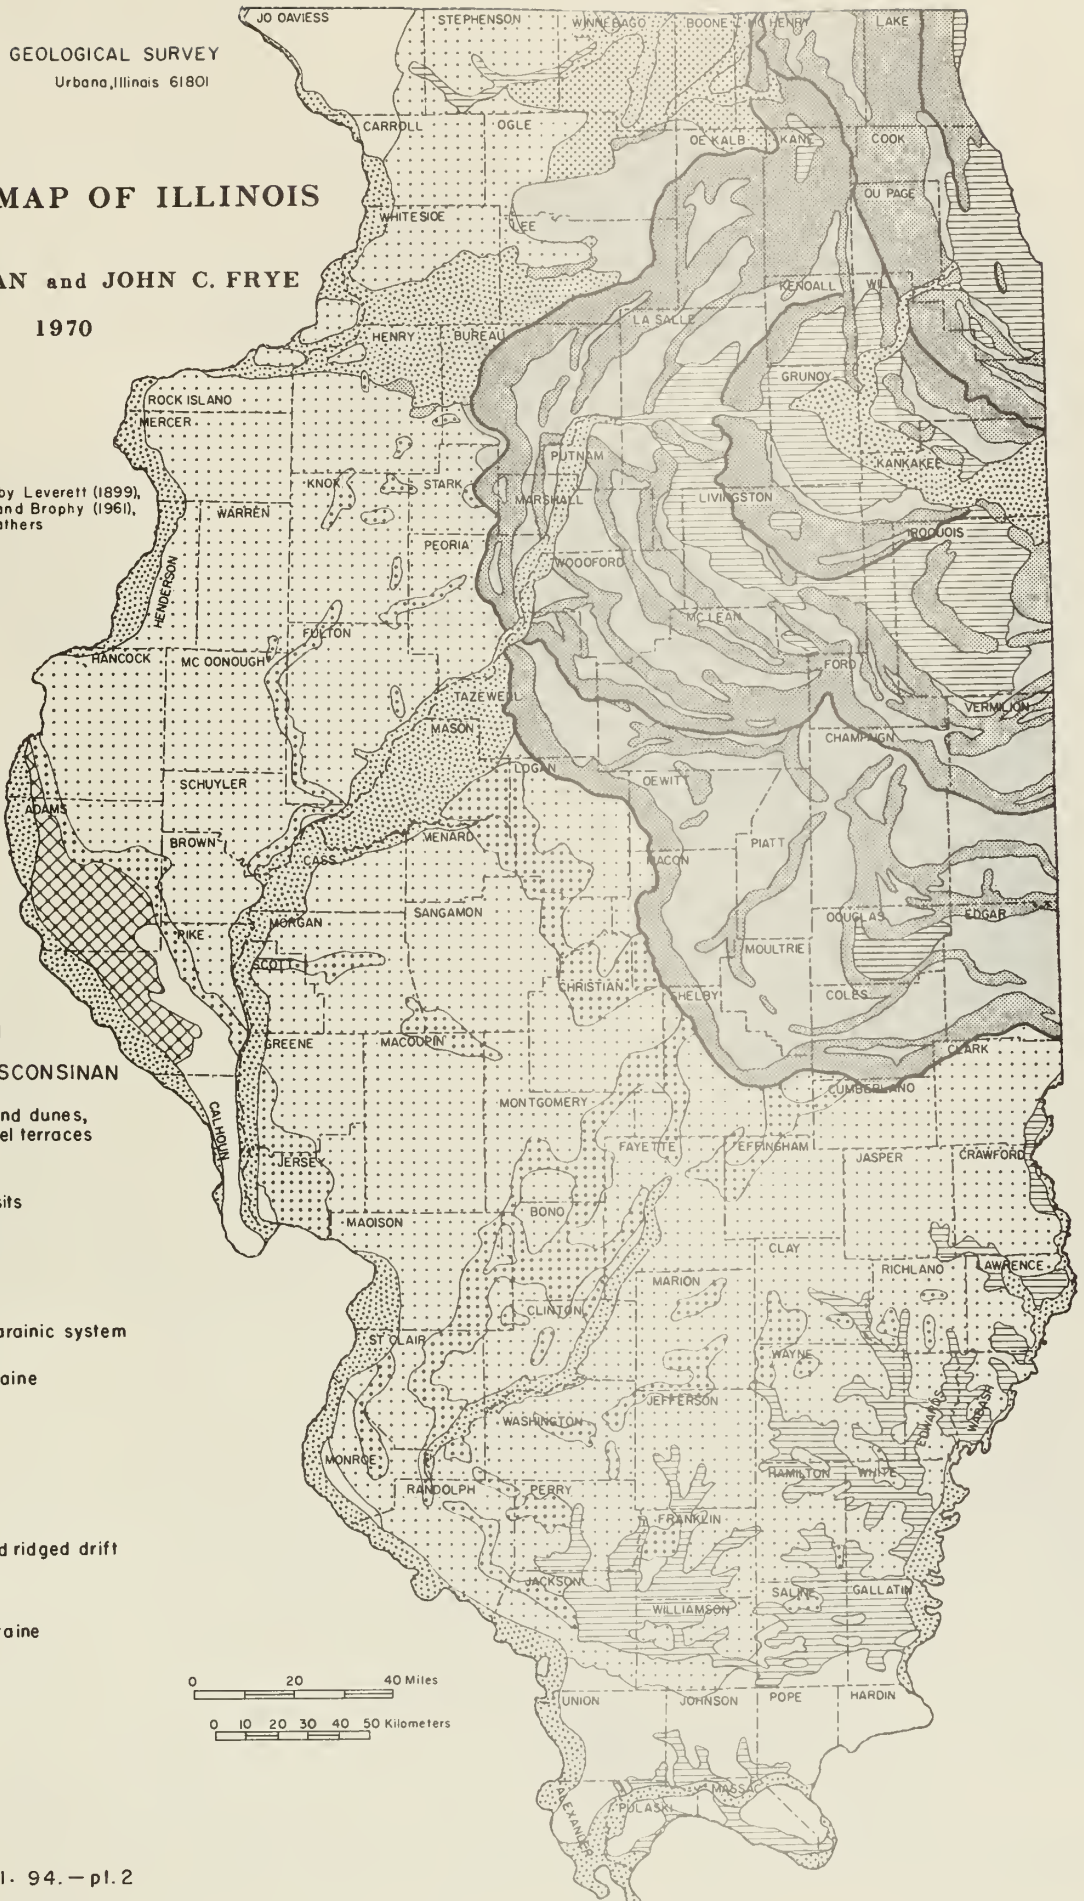 GEOLOGICAL SURVEY
Urbana, Illinois 61801
MAP OF ILLINOIS
AN and JOHN C. FRYE
1970
by Leverett (1899),
and Brophy (1961),
others
SCONSINAN
nd dunes,
el terraces
sits
orainic system
aine
d ridged drift
raine
JO DAVIESS
STEPHENSON
WINNEBAGO
BOONE
MC HENRY
LAKE
CARROLL
OGLE
DE KALB
KANE
COOK
DU PAGE
WHITESIDE
LEE
KENDALL
WILL
LA SALLE
HENRY
BUREAU
GRUNDY
ROCK ISLAND
MERCER
PUTNAM
KANKAKEE
KNOX
STARK
MARSHALL
LIVINGSTON
WARREN
IROQUOIS
PEORIA
WOODFORD
HENDERSON
MC LEAN
FULTON
HANCOCK
MC DONOUGH
FORD
TAZEWELL
VERMILION
MASON
CHAMPAIGN
LOGAN
SCHUYLER
DEWITT
ADAMS
BROWN
CASS
MENARD
PIATT
MACON
SANGAMON
DOUGLAS
EDGAR
PIKE
MORGAN
MOULTRIE
SCOTT
CHRISTIAN
SHELBY
COLES
GREENE
MACOUPIN
CLARK
CUMBERLAND
MONTGOMERY
CALHOUN
FAYETTE
EFFINGHAM
JASPER
CRAWFORD
JERSEY
BOND
MADISON
CLAY
RICHLAND
LAWRENCE
MARION
CLINTON
ST CLAIR
WAYNE
JEFFERSON
EDWARDS
WABASH
WASHINGTON
MONROE
HAMILTON
WHITE
RANDOLPH
PERRY
FRANKLIN
JACKSON
SALINE
GALLATIN
WILLIAMSON
UNION
JOHNSON
POPE
HARDIN
ALEXANDER
PULASKI
MASSAC
0 20 40 Miles
0 10 20 30 40 50 Kilometers
l. 94.—pt. 2